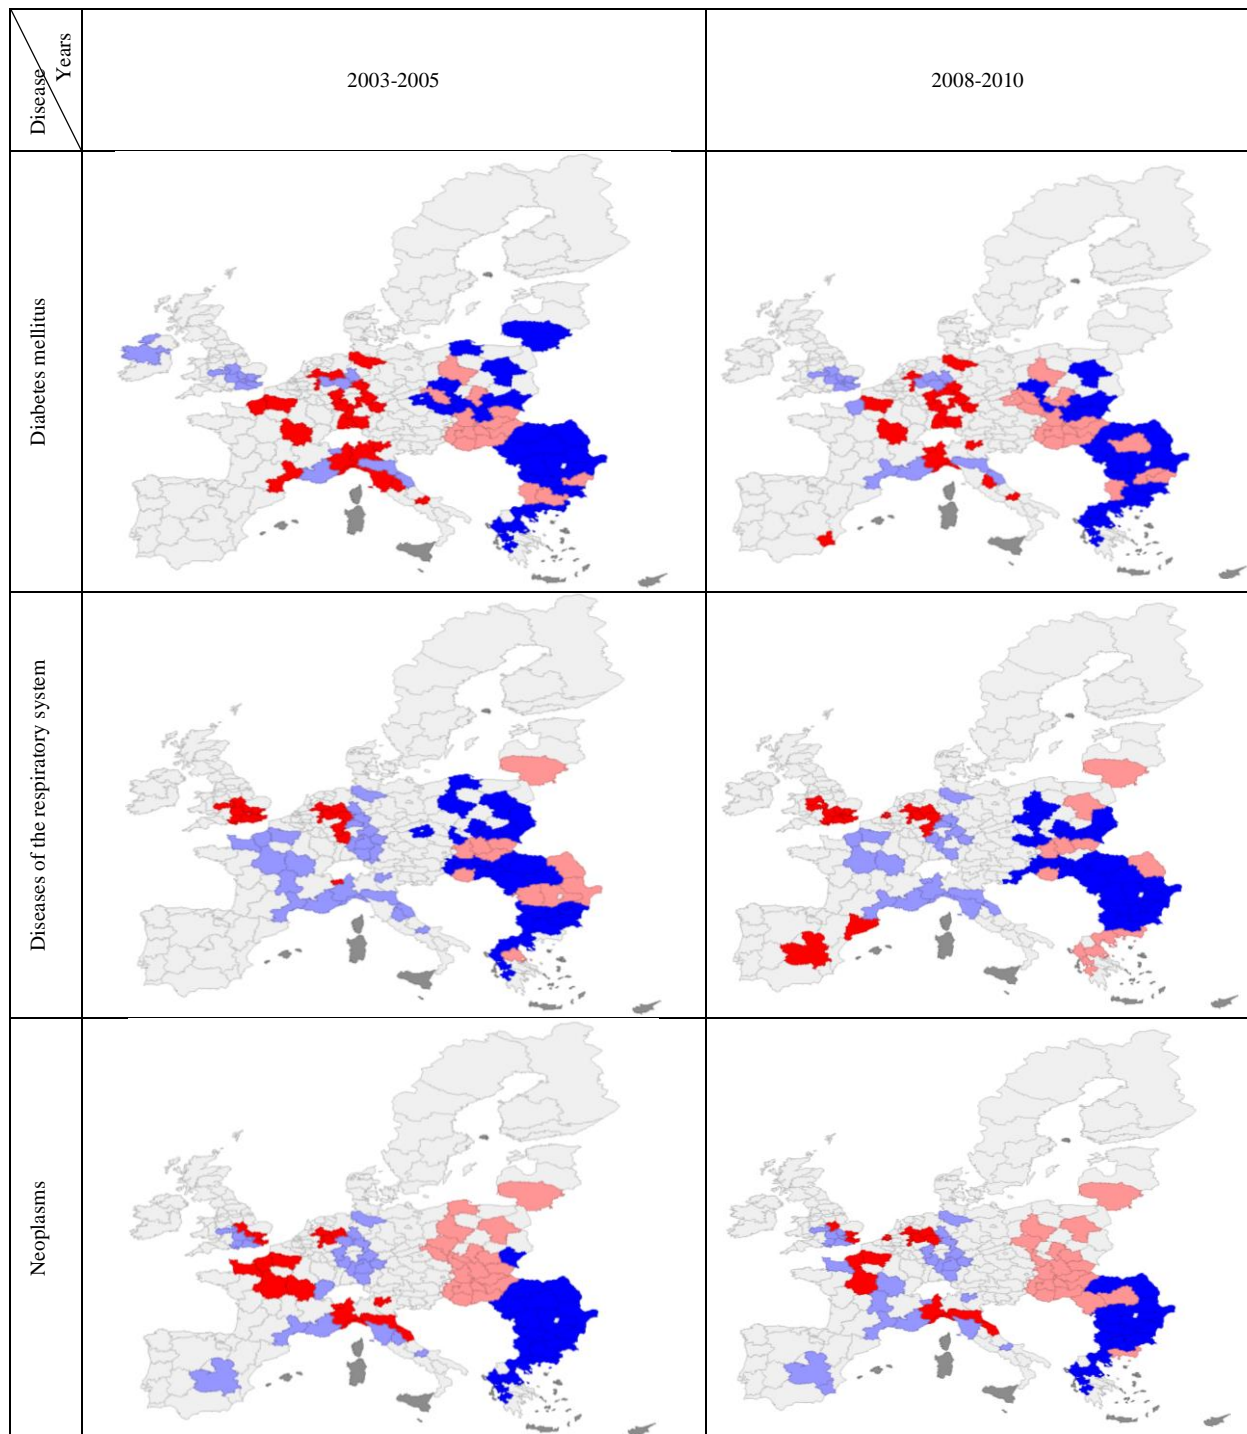 Disease
Years
2003-2005
2008-2010
Diabetes mellitus
Diseases of the respiratory system
Neoplasms